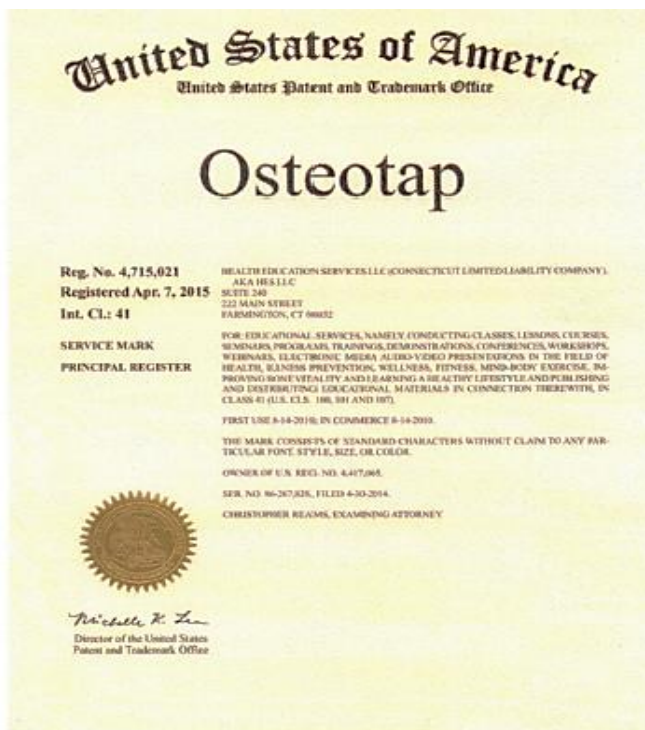 United States of America
United States Patent and Trademark Office
Osteotap
Reg. No. 4,715,021
Registered Apr. 7, 2015
Int. Cl.: 41
SERVICE MARK
PRINCIPAL REGISTER
HEALTH EDUCATION SERVICES LLC (CONNECTICUT LIMITED LIABILITY COMPANY),
AKA HES LLC
SUITE 240
222 MAIN STREET
FARMINGTON, CT 06032
FOR: EDUCATIONAL SERVICES, NAMELY, CONDUCTING CLASSES, LESSONS, COURSES,
SEMINARS, PROGRAMS, TRAININGS, DEMONSTRATIONS, CONFERENCES, WORKSHOPS,
WEBINARS, ELECTRONIC MEDIA AUDIO-VIDEO PRESENTATIONS IN THE FIELD OF
HEALTH, ILLNESS PREVENTION, WELLNESS, FITNESS, MIND-BODY EXERCISE, IM-
PROVING BONE VITALITY AND LEARNING A HEALTHY LIFESTYLE AND PUBLISHING
AND DISTRIBUTING EDUCATIONAL MATERIALS IN CONNECTION THEREWITH, IN
CLASS 41 (U.S. CLS. 100, 101 AND 107).
FIRST USE 8-14-2010; IN COMMERCE 8-14-2010.
THE MARK CONSISTS OF STANDARD CHARACTERS WITHOUT CLAIM TO ANY PAR-
TICULAR FONT, STYLE, SIZE, OR COLOR.
OWNER OF U.S. REG. NO. 4,417,065.
SER. NO. 86-267,828, FILED 4-30-2014.
CHRISTOPHER REAMS, EXAMINING ATTORNEY
Michelle K. Lee
Director of the United States
Patent and Trademark Office